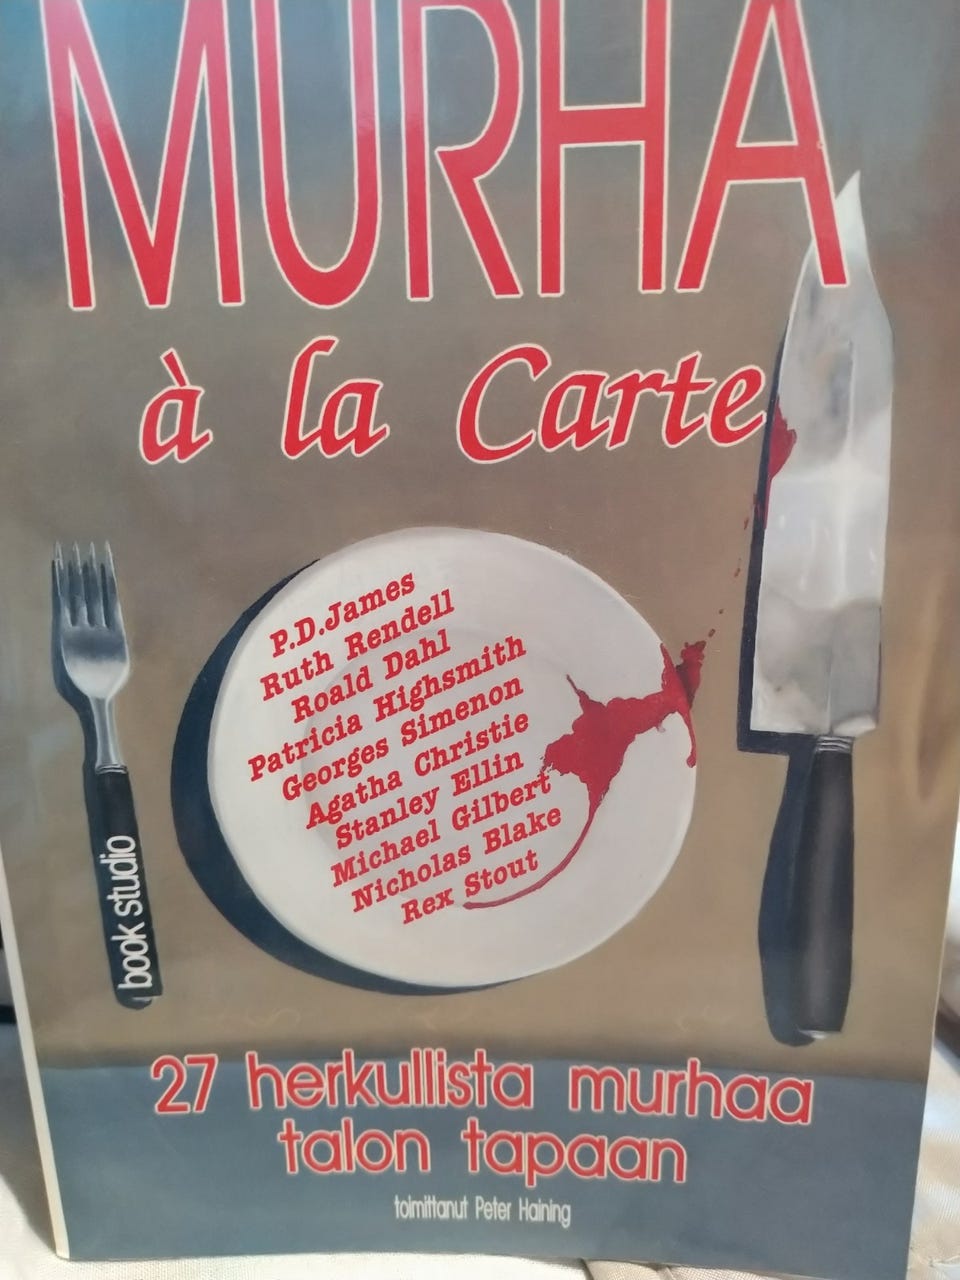 MURHA
à la Carte
P.D.James
Ruth Rendell
Roald Dahl
Patricia Highsmith
Georges Simenon
Agatha Christie
Stanley Ellin
Michael Gilbert
Nicholas Blake
Rex Stout
book studio
27 herkullista murhaa
talon tapaan
toimittanut Peter Haining